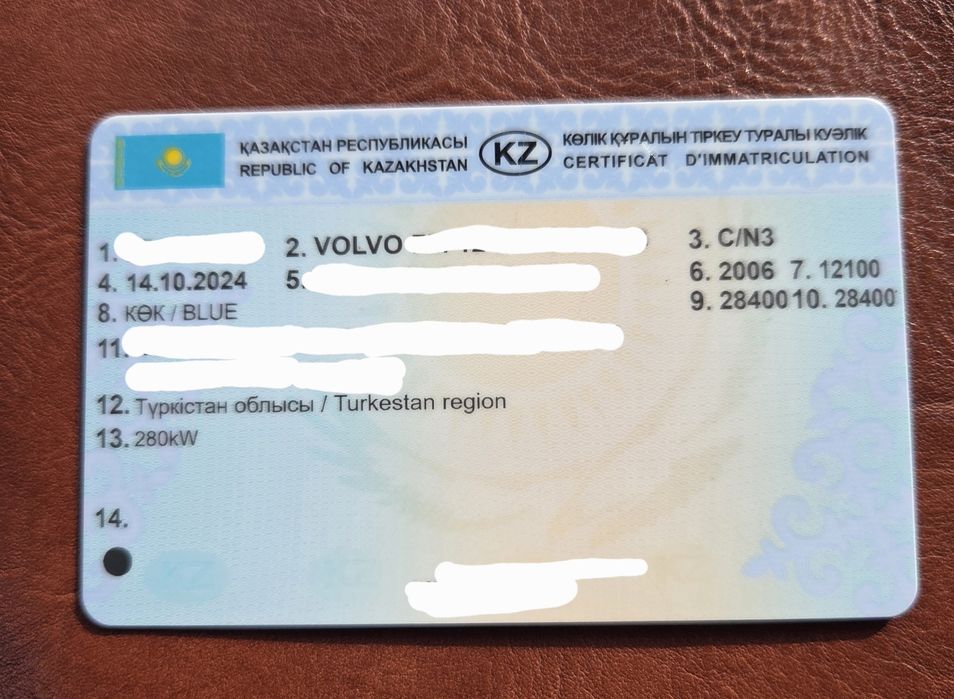 ҚАЗАҚСТАН РЕСПУБЛИКАСЫ
REPUBLIC OF KAZAKHSTAN
KZ
КӨЛІК ҚҰРАЛЫН ТІРКЕУ ТУРАЛЫ КУӘЛІК
CERTIFICAT D'IMMATRICULATION
1.
2. VOLVO
3. C/N3
4. 14.10.2024
5.
6. 2006 7. 12100
8. КӨК / BLUE
9. 28400 10. 28400
11.
12. Түркістан облысы / Turkestan region
13. 280kW
14.
KZ
KZ
KZ